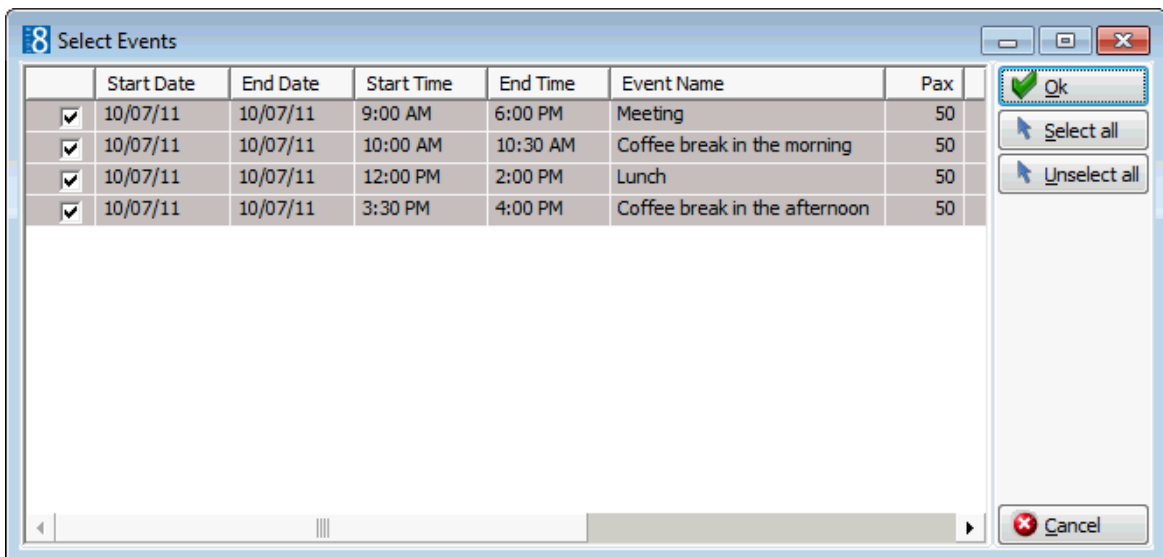 8 Select Events
Start Date End Date Start Time End Time Event Name Pax
10/07/11 10/07/11 9:00 AM 6:00 PM Meeting 50
10/07/11 10/07/11 10:00 AM 10:30 AM Coffee break in the morning 50
10/07/11 10/07/11 12:00 PM 2:00 PM Lunch 50
10/07/11 10/07/11 3:30 PM 4:00 PM Coffee break in the afternoon 50
Ok
Select all
Unselect all
Cancel